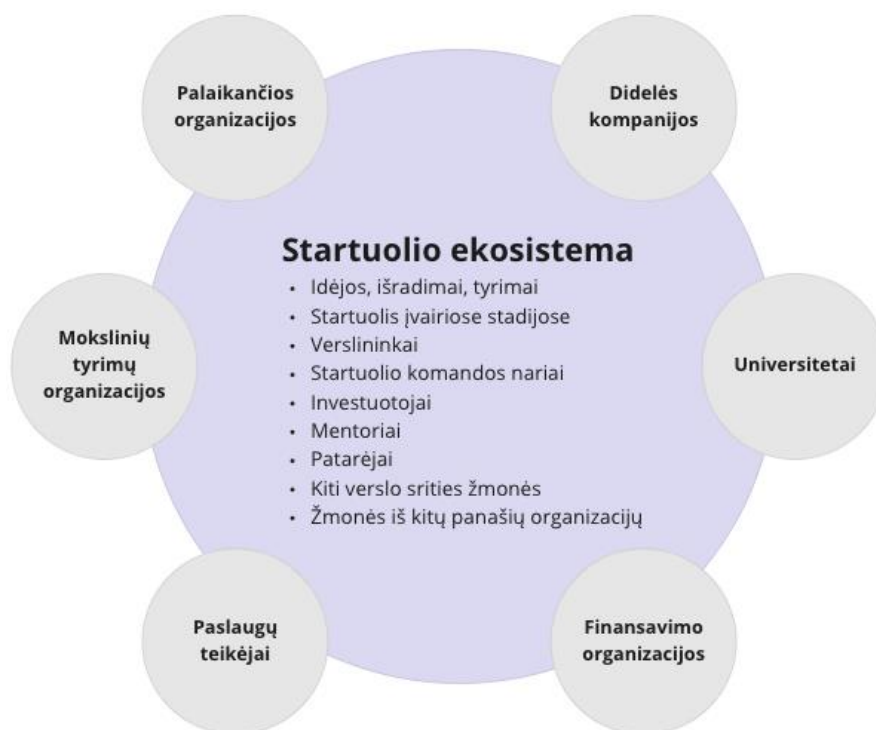 Palaikančios
organizacijos
Didelės
kompanijos
Startuolio ekosistema
• Idėjos, išradimai, tyrimai
• Startuolis įvairiose stadijose
• Verslininkai
• Startuolio komandos nariai
• Investuotojai
• Mentoriai
• Patarėjai
• Kiti verslo srities žmonės
• Žmonės iš kitų panašių organizacijų
Mokslinių
tyrimų
organizacijos
Universitetai
Paslaugų
teikėjai
Finansavimo
organizacijos